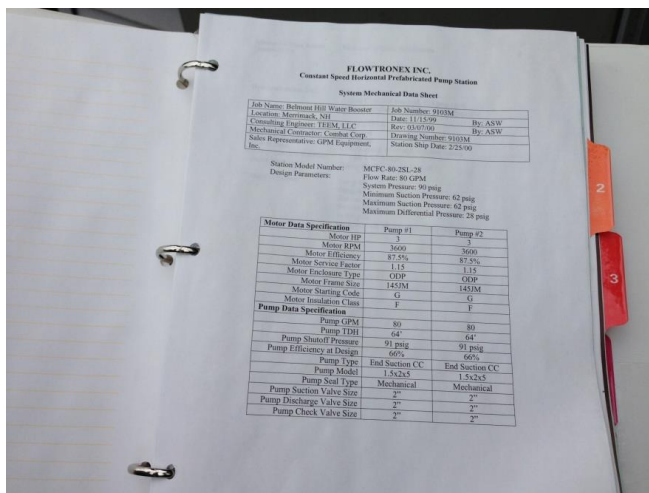 FLOWTRONEX INC.
Constant Speed Horizontal Prefabricated Pump Station
System Mechanical Data Sheet
Job Name: Belmont Hill Water Booster Job Number: 9103M
Location: Merrimack, NH Date: 11/15/99 By: ASW
Consulting Engineer: TEEM, LLC Rev: 03/07/00 By: ASW
Mechanical Contractor: Combat Corp. Drawing Number: 9103M
Sales Representative: GPM Equipment, Inc. Station Ship Date: 2/25/00
Station Model Number: MCFC-80-2SL-28
Design Parameters: Flow Rate: 80 GPM
System Pressure: 90 psig
Minimum Suction Pressure: 62 psig
Maximum Suction Pressure: 62 psig
Maximum Differential Pressure: 28 psig
Motor Data Specification Pump #1 Pump #2
Motor HP 3 3
Motor RPM 3600 3600
Motor Efficiency 87.5% 87.5%
Motor Service Factor 1.15 1.15
Motor Enclosure Type ODP ODP
Motor Frame Size 145JM 145JM
Motor Starting Code G G
Motor Insulation Class F F
Pump Data Specification
Pump GPM 80 80
Pump TDH 64' 64'
Pump Shutoff Pressure 91 psig 91 psig
Pump Efficiency at Design 66% 66%
Pump Type End Suction CC End Suction CC
Pump Model 1.5x2x5 1.5x2x5
Pump Seal Type Mechanical Mechanical
Pump Suction Valve Size 2" 2"
Pump Discharge Valve Size 2" 2"
Pump Check Valve Size 2" 2"
2
3